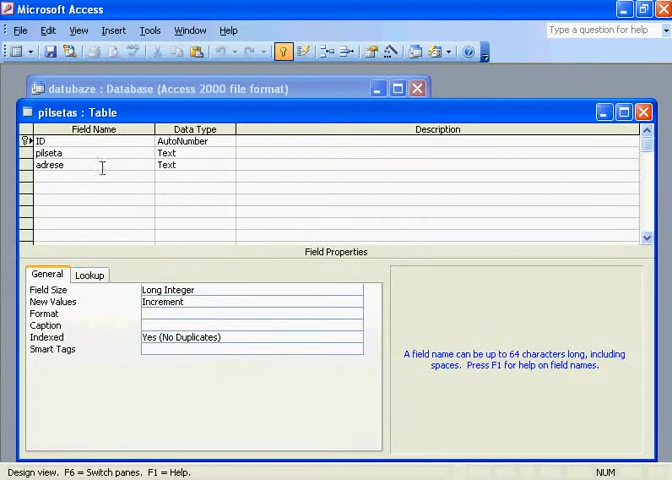 Microsoft Access
File Edit View Insert Tools Window Help
Type a question for help
datubaze : Database (Access 2000 file format)
pilsetas : Table
Field Name Data Type Description
ID AutoNumber
pilseta Text
adrese Text
Field Properties
General Lookup
Field Size Long Integer
New Values Increment
Format
Caption
Indexed Yes (No Duplicates)
Smart Tags
A field name can be up to 64 characters long, including
spaces. Press F1 for help on field names.
Design view. F6 = Switch panes. F1 = Help. NUM